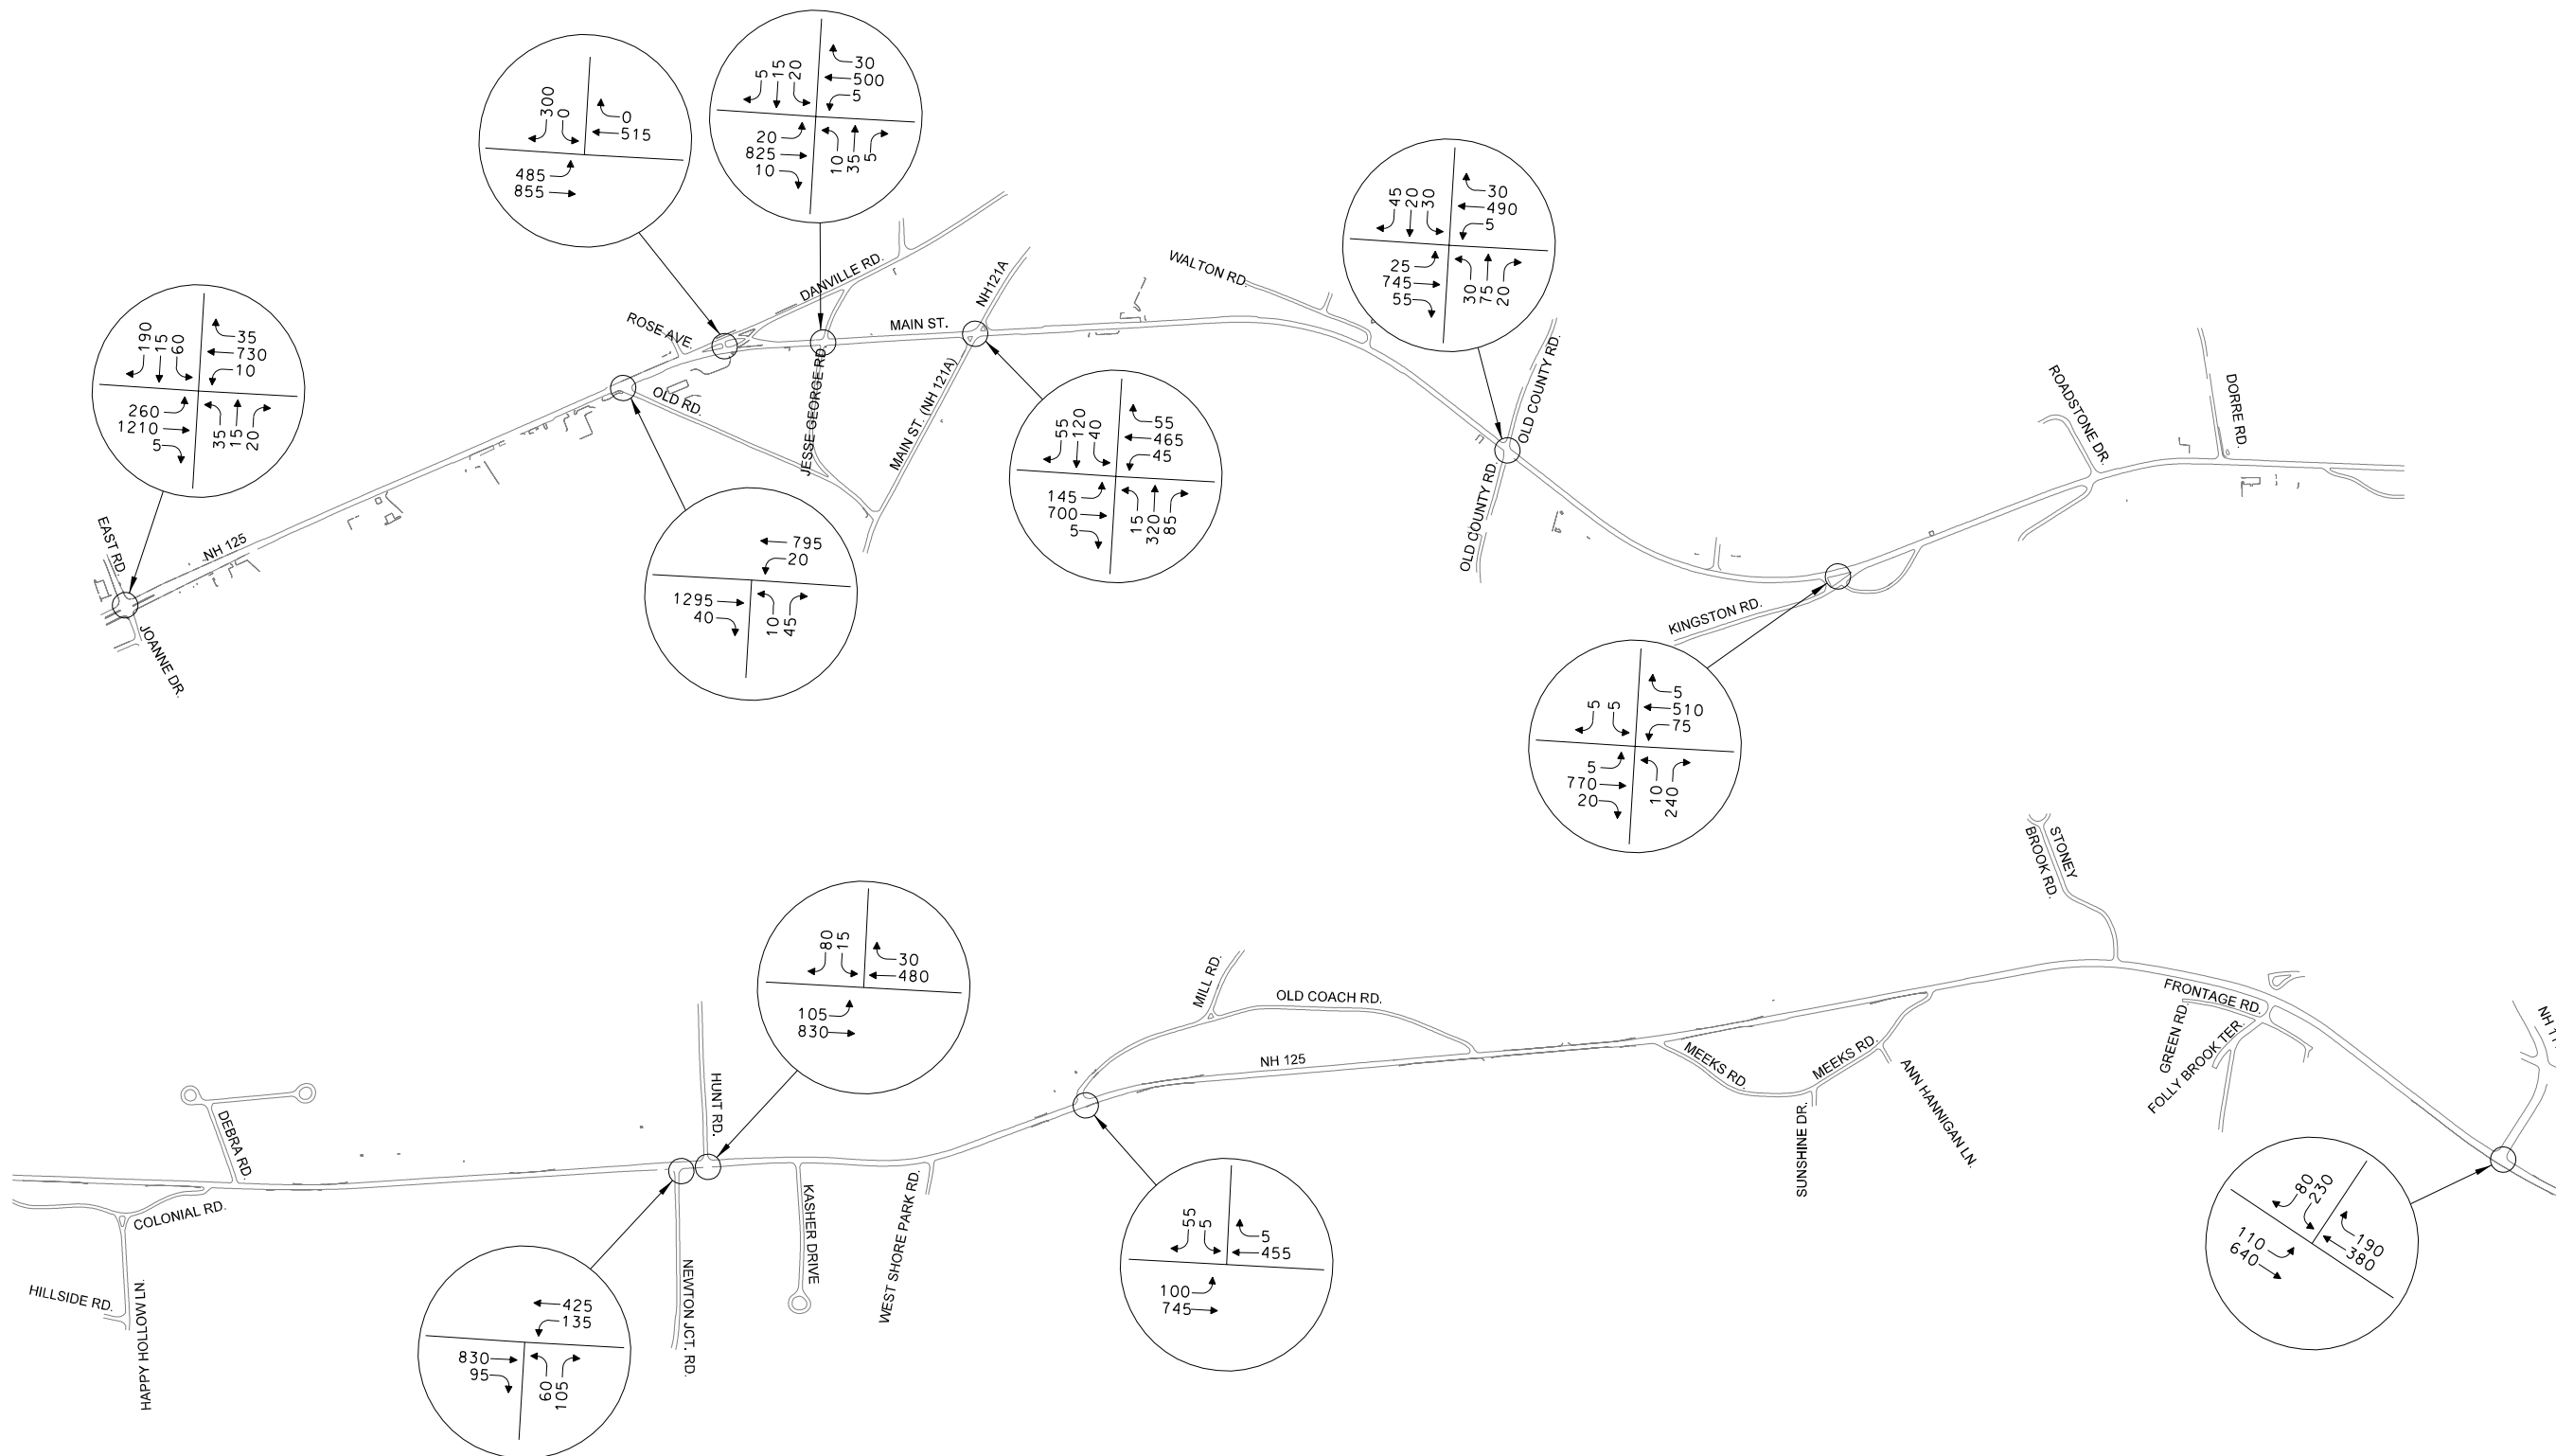 300
0
0
515
485
855
5
15
20
30
500
5
20
825
10
10
35
5
45
20
30
30
490
5
25
745
55
30
75
20
190
15
60
35
730
10
260
1210
5
35
15
20
DANVILLE RD.
ROSE AVE.
MAIN ST.
NH121A
WALTON RD.
OLD RD.
JESSE GEORGE RD
MAIN ST. (NH 121A)
OLD COUNTY RD.
OLD COUNTY RD.
ROADSTONE DR.
DORRE RD.
EAST RD.
NH 125
JOANNE DR.
KINGSTON RD.
55
120
40
55
465
45
145
700
5
15
320
85
795
20
1295
40
10
45
5
5
5
510
75
5
770
20
10
240
80
15
30
480
105
830
STONEY
BROOK RD.
MILL RD.
OLD COACH RD.
NH 125
FRONTAGE RD.
GREEN RD.
FOLLY BROOK TER.
MEEKS RD.
MEEKS RD.
ANN HANNIGAN LN.
SUNSHINE DR.
HUNT RD.
DEBRA RD.
COLONIAL RD.
HILLSIDE RD.
HAPPY HOLLOW LN.
NEWTON JCT. RD.
KASHER DRIVE
WEST SHORE PARK RD.
425
135
830
95
60
105
55
5
5
455
100
745
80
230
190
380
110
640